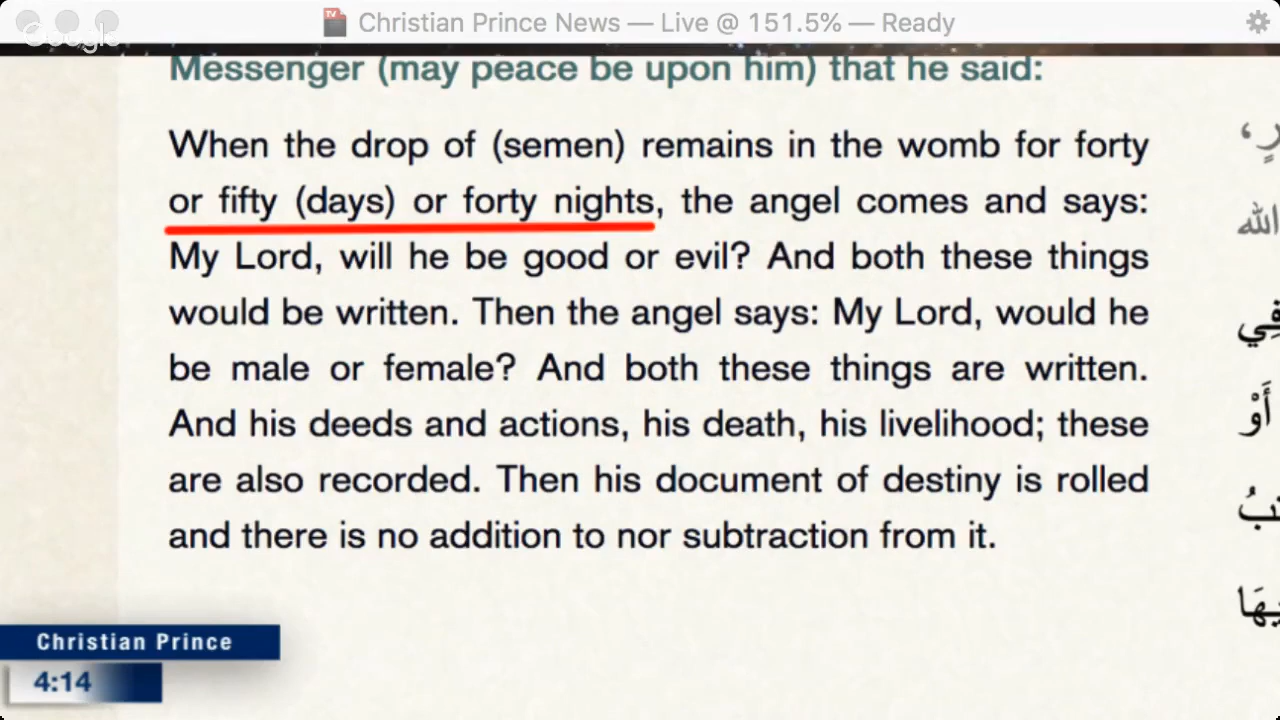 Christian Prince News — Live @ 151.5% — Ready
Google
Messenger (may peace be upon him) that he said:
When the drop of (semen) remains in the womb for forty
or fifty (days) or forty nights, the angel comes and says:
My Lord, will he be good or evil? And both these things
would be written. Then the angel says: My Lord, would he
be male or female? And both these things are written.
And his deeds and actions, his death, his livelihood; these
are also recorded. Then his document of destiny is rolled
and there is no addition to nor subtraction from it.
الله
فِي
أَوْ
Christian Prince
4:14